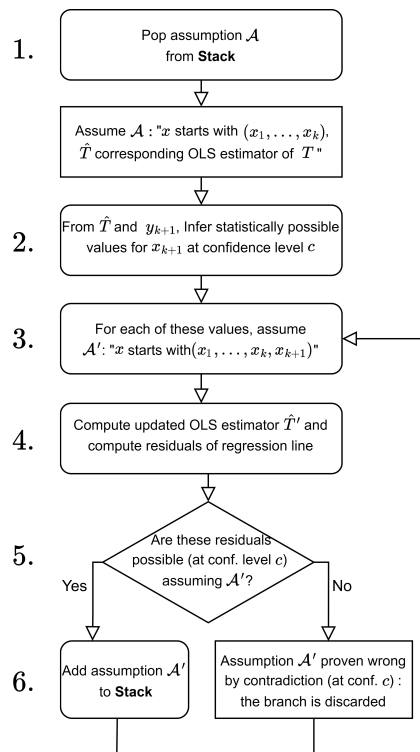 1.
Pop assumption 𝒜
from Stack
Assume 𝒜 : "x starts with (x₁, . . . , xₖ),
T̂ corresponding OLS estimator of T "
2.
From T̂ and yₖ₊₁, Infer statistically possible
values for xₖ₊₁ at confidence level c
3.
For each of these values, assume
𝒜′: "x starts with(x₁, . . . , xₖ, xₖ₊₁)"
4.
Compute updated OLS estimator T̂′ and
compute residuals of regression line
5.
Are these residuals
possible (at conf. level c)
assuming 𝒜′?
Yes
No
6.
Add assumption 𝒜′
to Stack
Assumption 𝒜′ proven wrong
by contradiction (at conf. c) :
the branch is discarded